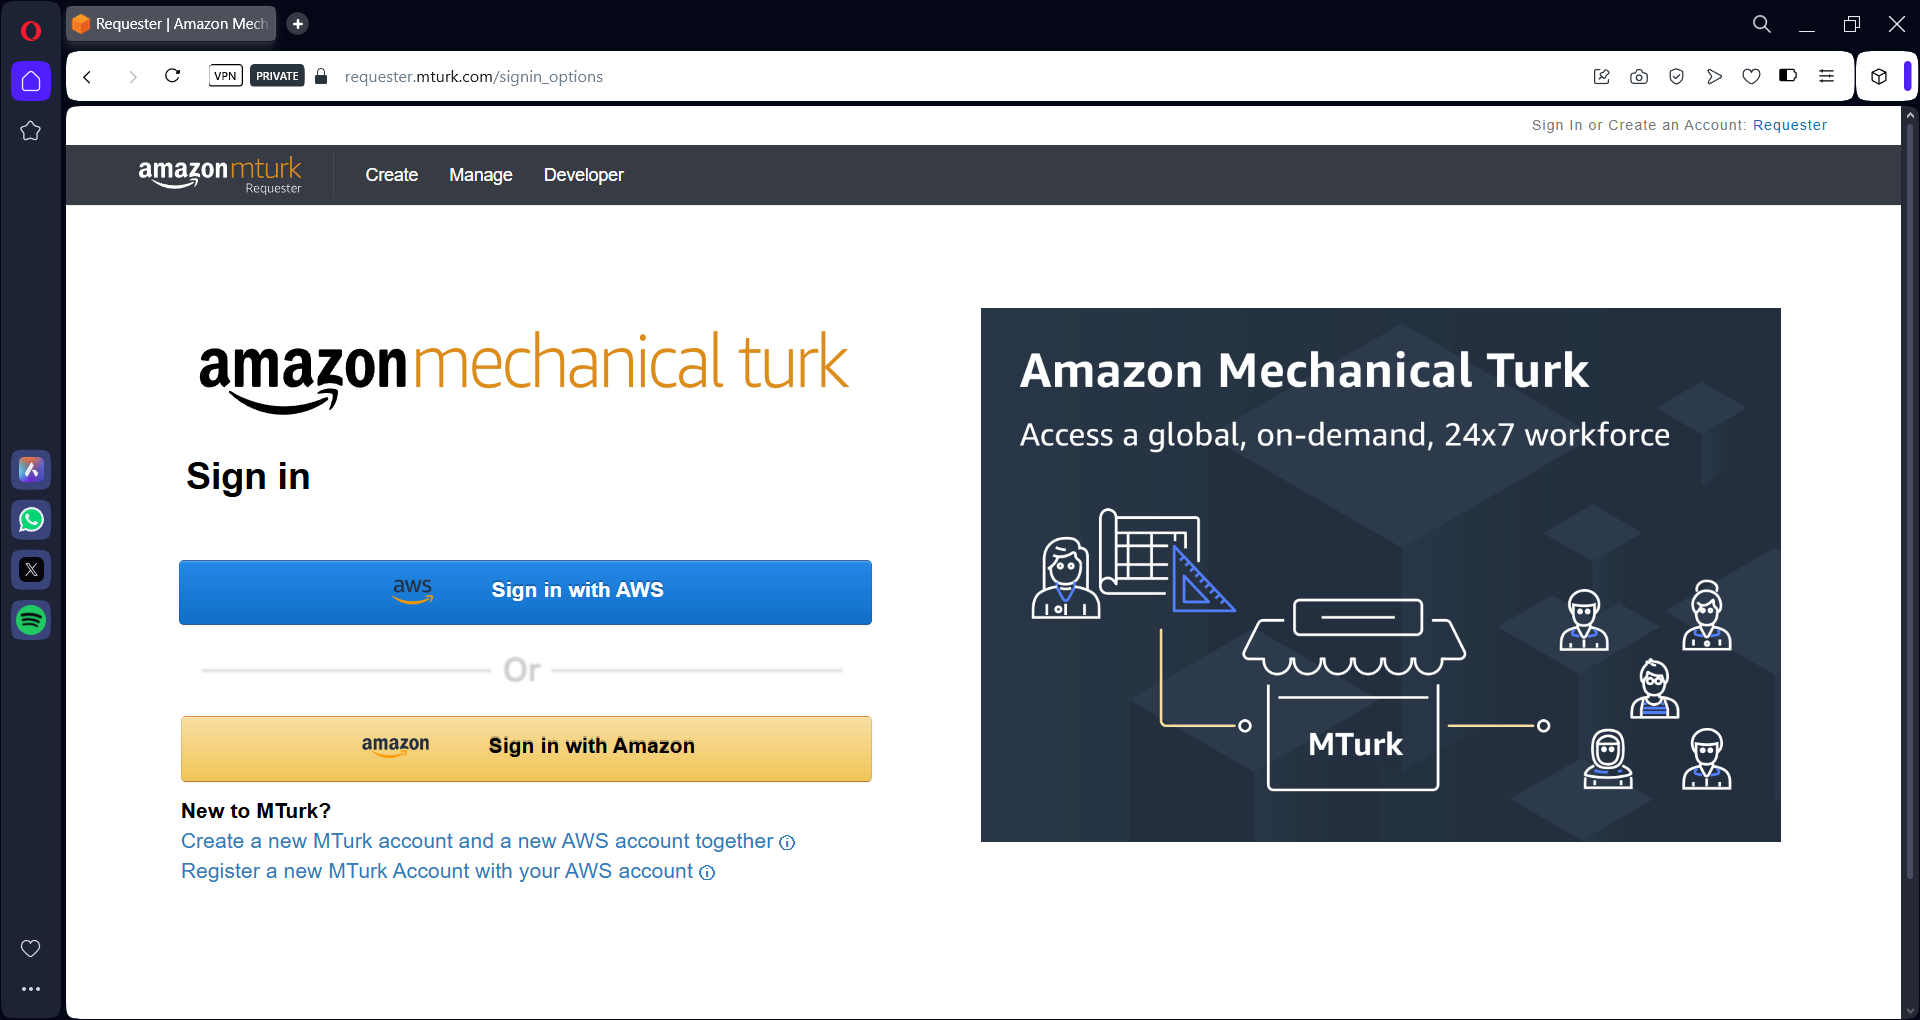 Requester | Amazon Mech
VPN
PRIVATE
requester.mturk.com/signin_options
Sign In or Create an Account: Requester
amazon mturk
Requester
Create
Manage
Developer
amazon mechanical turk
Sign in
aws
Sign in with AWS
Or
amazon
Sign in with Amazon
New to MTurk?
Create a new MTurk account and a new AWS account together
Register a new MTurk Account with your AWS account
Amazon Mechanical Turk
Access a global, on-demand, 24x7 workforce
MTurk